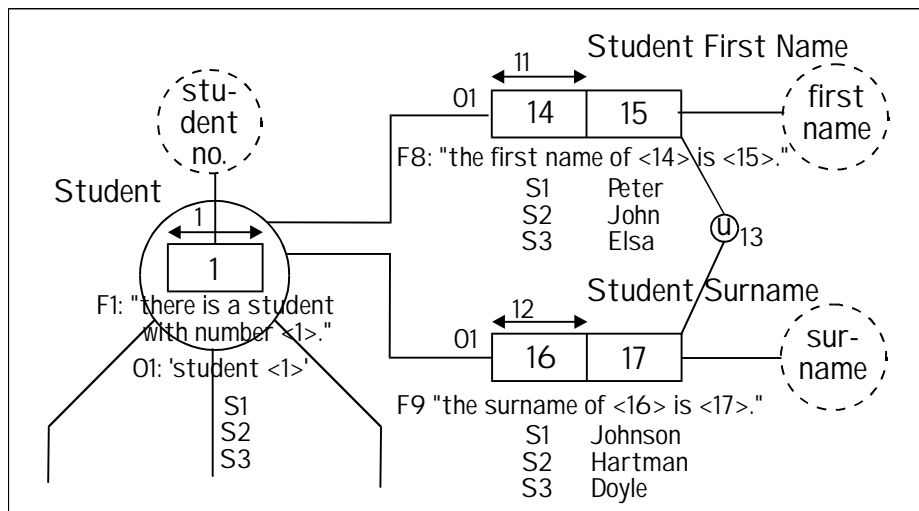 Student First Name
11
stu-
dent
no.
O1
14
15
first
name
F8: "the first name of <14> is <15>."
S1 Peter
S2 John
S3 Elsa
Student
1
1
u
13
F1: "there is a student
with number <1>."
O1: 'student <1>'
S1
S2
S3
Student Surname
12
O1
16
17
sur-
name
F9 "the surname of <16> is <17>."
S1 Johnson
S2 Hartman
S3 Doyle